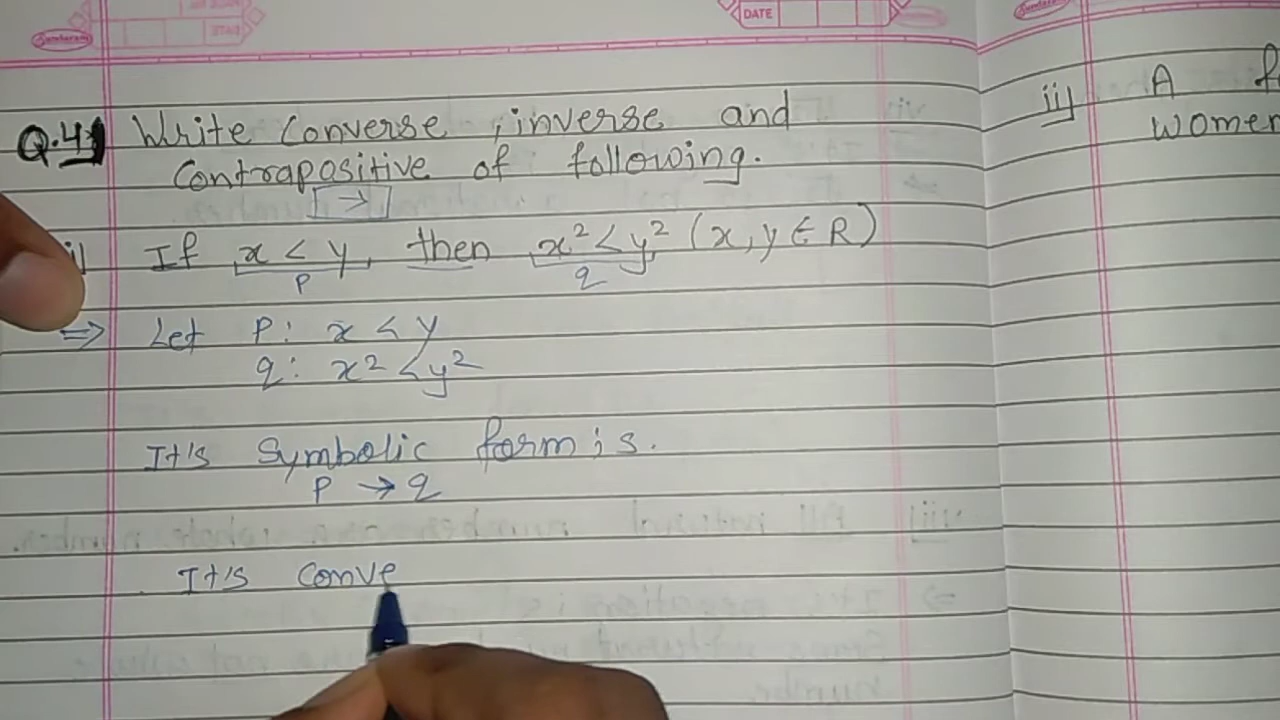 DATE
Sundaram
Q.4) Write Converse, inverse and
Contrapositive of following.
→
i) If x < y, then x² < y² (x, y ∈ R)
p q
⇒ Let p: x < y
q: x² < y²
It's symbolic form is.
p → q
It's Conve
ii) A
women